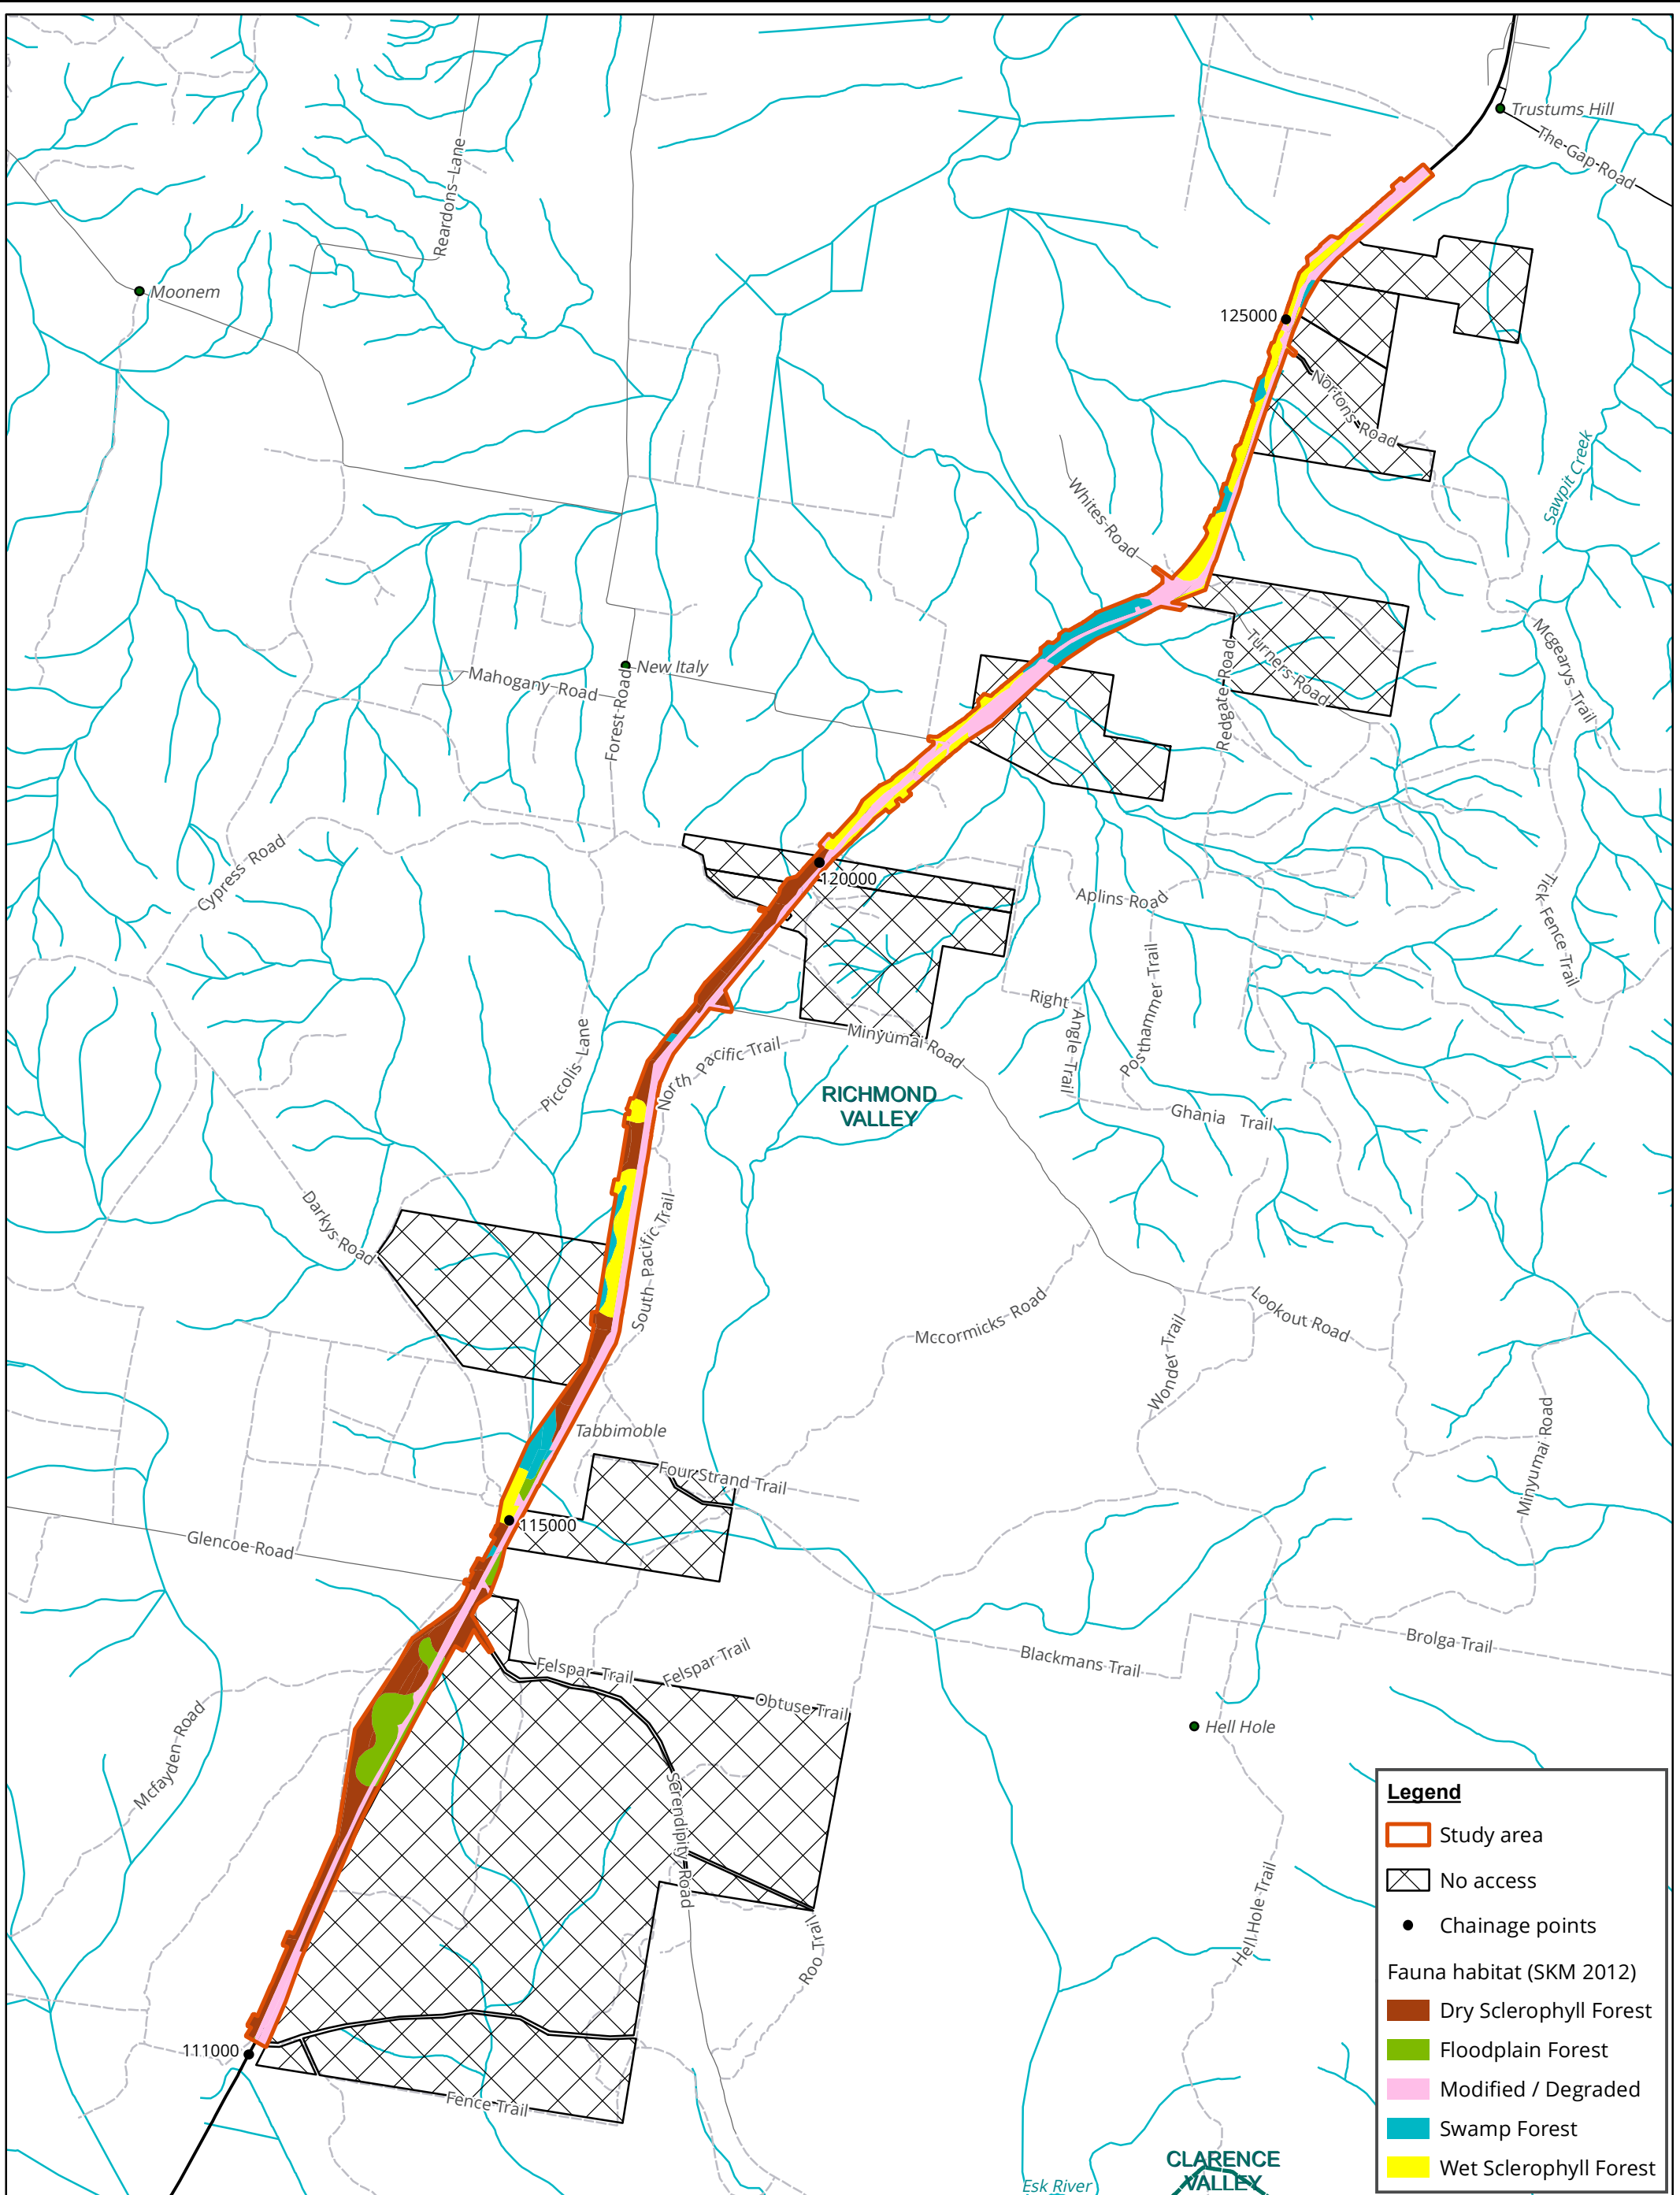 Trustums Hill
The Gap Road
Reardons Lane
Moonem
125000
Nortons Road
Sawpit Creek
Whites Road
Mahogany Road
New Italy
Forest Road
Redgate Road
Turners Road
Mcgearys Trail
Cypress Road
120000
Aplins Road
Tick Fence Trail
Posthammer Trail
Right Angle Trail
Minyumai Road
North Pacific Trail
Piccolis Lane
RICHMOND
VALLEY
Ghania Trail
Darkys Road
South Pacific Trail
Mccormicks Road
Lookout Road
Wonder Trail
Tabbimoble
Four Strand Trail
Minyumai Road
115000
Glencoe Road
Brolga Trail
Blackmans Trail
Felspar Trail
Felspar Trail
Obtuse Trail
Hell Hole
Mcfayden Road
Serendipity Road
Roo Trail
Hell Hole Trail
111000
Fence Trail
CLARENCE
VALLEY
Esk River
Legend
Study area
No access
Chainage points
Fauna habitat (SKM 2012)
Dry Sclerophyll Forest
Floodplain Forest
Modified / Degraded
Swamp Forest
Wet Sclerophyll Forest